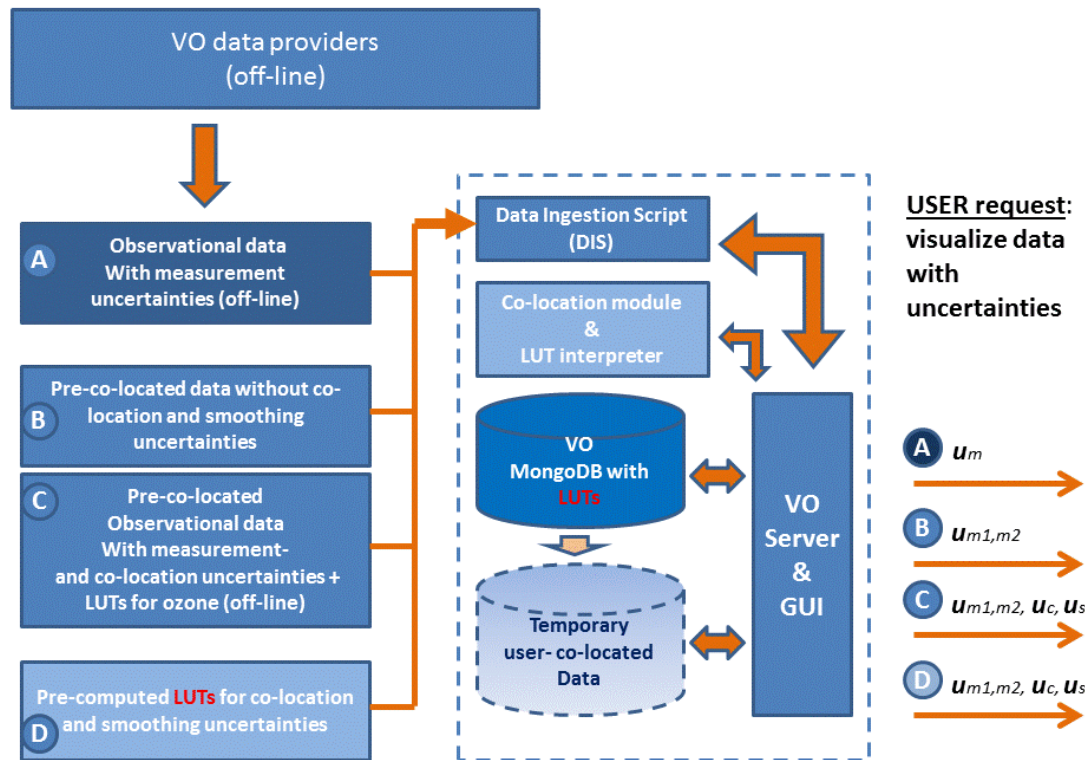 VO data providers
(off-line)
A
Observational data
With measurement
uncertainties (off-line)
B
Pre-co-located data without co-
location and smoothing
uncertainties
C
Pre-co-located
Observational data
With measurement-
and co-location uncertainties +
LUTs for ozone (off-line)
D
Pre-computed LUTs for co-location
and smoothing uncertainties
Data Ingestion Script
(DIS)
Co-location module
&
LUT interpreter
VO
MongoDB with
LUTs
Temporary
user- co-located
Data
VO
Server
&
GUI
USER request:
visualize data
with
uncertainties
A um
B um1,m2
C um1,m2, uc, us
D um1,m2, uc, us